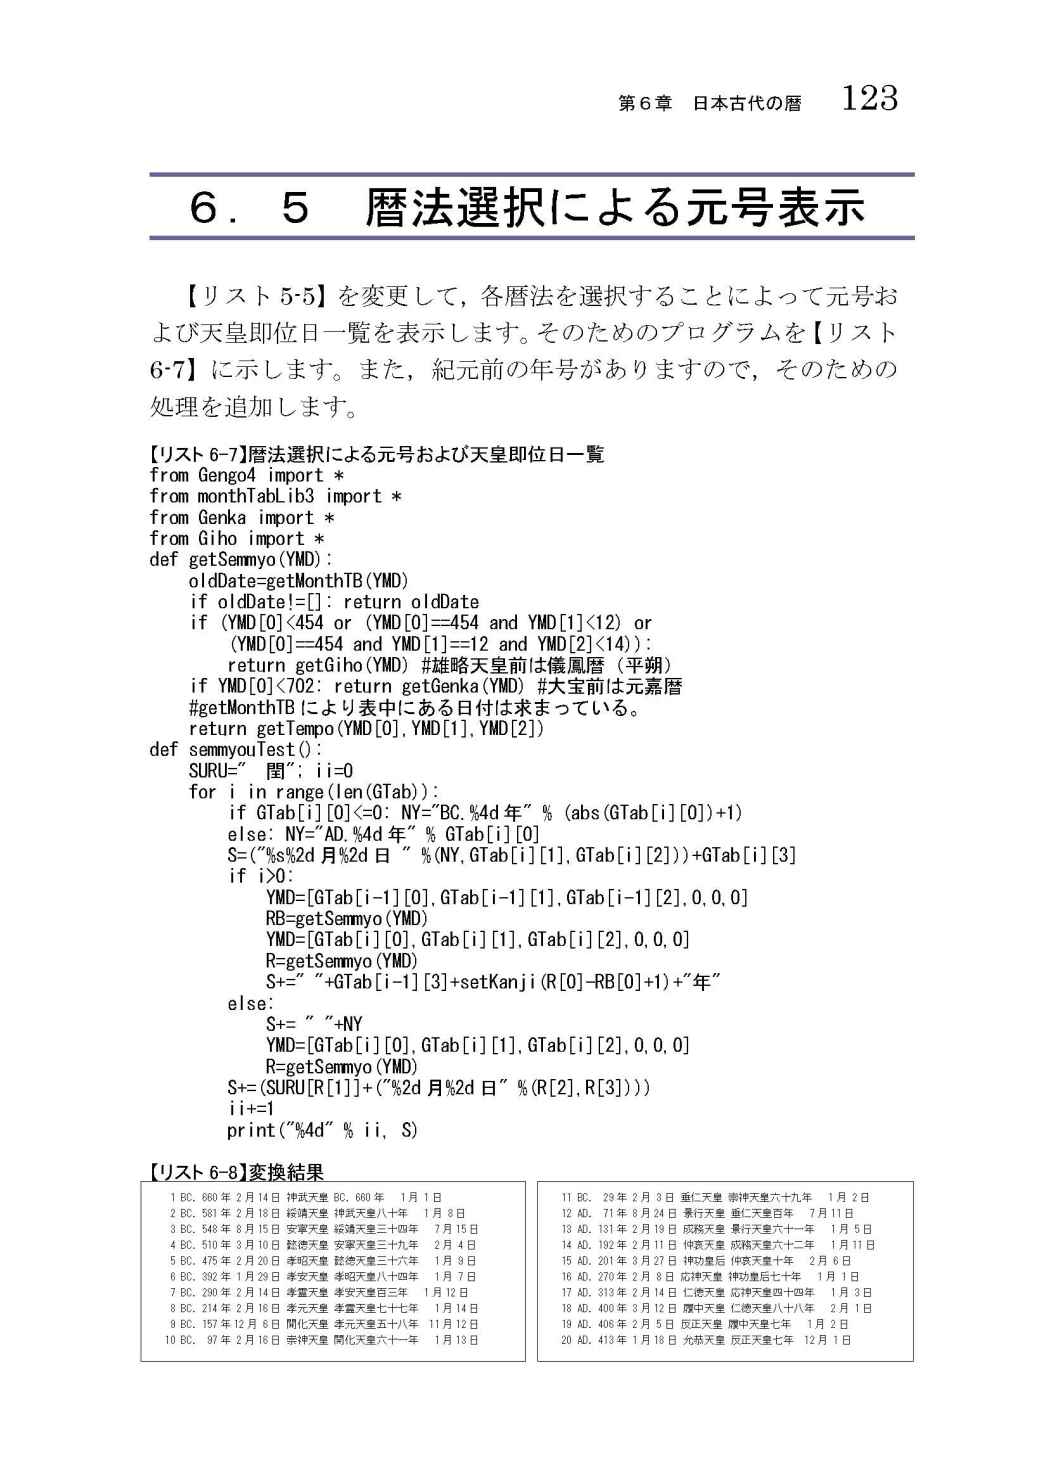 第６章　日本古代の暦　123
６．５　暦法選択による元号表示
【リスト 5-5】を変更して，各暦法を選択することによって元号お
よび天皇即位日一覧を表示します。そのためのプログラムを【リスト
6-7】に示します。また，紀元前の年号がありますので，そのための
処理を追加します。
【リスト 6-7】暦法選択による元号および天皇即位日一覧
from Gengo4 import *
from monthTabLib3 import *
from Genka import *
from Giho import *
def getSemmyo(YMD):
    oldDate=getMonthTB(YMD)
    if oldDate!=[]: return oldDate
    if (YMD[0]<454 or (YMD[0]==454 and YMD[1]<12) or
        (YMD[0]==454 and YMD[1]==12 and YMD[2]<14)):
        return getGiho(YMD) #雄略天皇前は儀鳳暦（平朔）
    if YMD[0]<702: return getGenka(YMD) #大宝前は元嘉暦
    #getMonthTB により表中にある日付は求まっている。
    return getTempo(YMD[0],YMD[1],YMD[2])
def semmyouTest():
    SURU="　閏"; ii=0
    for i in range(len(GTab)):
        if GTab[i][0]<=0: NY="BC.%4d 年" % (abs(GTab[i][0])+1)
        else: NY="AD.%4d 年" % GTab[i][0]
        S=("%s%2d 月%2d 日 " %(NY,GTab[i][1],GTab[i][2]))+GTab[i][3]
        if i>0:
            YMD=[GTab[i-1][0],GTab[i-1][1],GTab[i-1][2],0,0,0]
            RB=getSemmyo(YMD)
            YMD=[GTab[i][0],GTab[i][1],GTab[i][2],0,0,0]
            R=getSemmyo(YMD)
            S+=" "+GTab[i-1][3]+setKanji(R[0]-RB[0]+1)+"年"
        else:
            S+= " "+NY
            YMD=[GTab[i][0],GTab[i][1],GTab[i][2],0,0,0]
            R=getSemmyo(YMD)
        S+=(SURU[R[1]]+("%2d 月%2d 日" %(R[2],R[3])))
        ii+=1
        print("%4d" % ii, S)
【リスト 6-8】変換結果
1 BC. 660 年 2 月 14 日 神武天皇 BC. 660 年　1 月 1 日
2 BC. 581 年 2 月 18 日 綏靖天皇 神武天皇八十年　1 月 8 日
3 BC. 548 年 8 月 15 日 安寧天皇 綏靖天皇三十四年　7 月 15 日
4 BC. 510 年 3 月 10 日 懿徳天皇 安寧天皇三十九年　2 月 4 日
5 BC. 475 年 2 月 20 日 孝昭天皇 懿徳天皇三十六年　1 月 9 日
6 BC. 392 年 1 月 29 日 孝安天皇 孝昭天皇八十四年　1 月 7 日
7 BC. 290 年 2 月 14 日 孝霊天皇 孝安天皇百三年　1 月 12 日
8 BC. 214 年 2 月 16 日 孝元天皇 孝霊天皇七十七年　1 月 14 日
9 BC. 157 年 12 月 6 日 開化天皇 孝元天皇五十八年　11 月 12 日
10 BC. 97 年 2 月 16 日 崇神天皇 開化天皇六十一年　1 月 13 日
11 BC. 29 年 2 月 3 日 垂仁天皇 崇神天皇六十九年　1 月 2 日
12 AD. 71 年 8 月 24 日 景行天皇 垂仁天皇百年　7 月 11 日
13 AD. 131 年 2 月 19 日 成務天皇 景行天皇六十一年　1 月 5 日
14 AD. 192 年 2 月 11 日 仲哀天皇 成務天皇六十二年　1 月 11 日
15 AD. 201 年 3 月 27 日 神功皇后 仲哀天皇十年　2 月 6 日
16 AD. 270 年 2 月 8 日 応神天皇 神功皇后七十年　1 月 1 日
17 AD. 313 年 2 月 14 日 仁徳天皇 応神天皇四十四年　1 月 3 日
18 AD. 400 年 3 月 12 日 履中天皇 仁徳天皇八十八年　2 月 1 日
19 AD. 406 年 2 月 5 日 反正天皇 履中天皇七年　1 月 2 日
20 AD. 413 年 1 月 18 日 允恭天皇 反正天皇七年　12 月 1 日